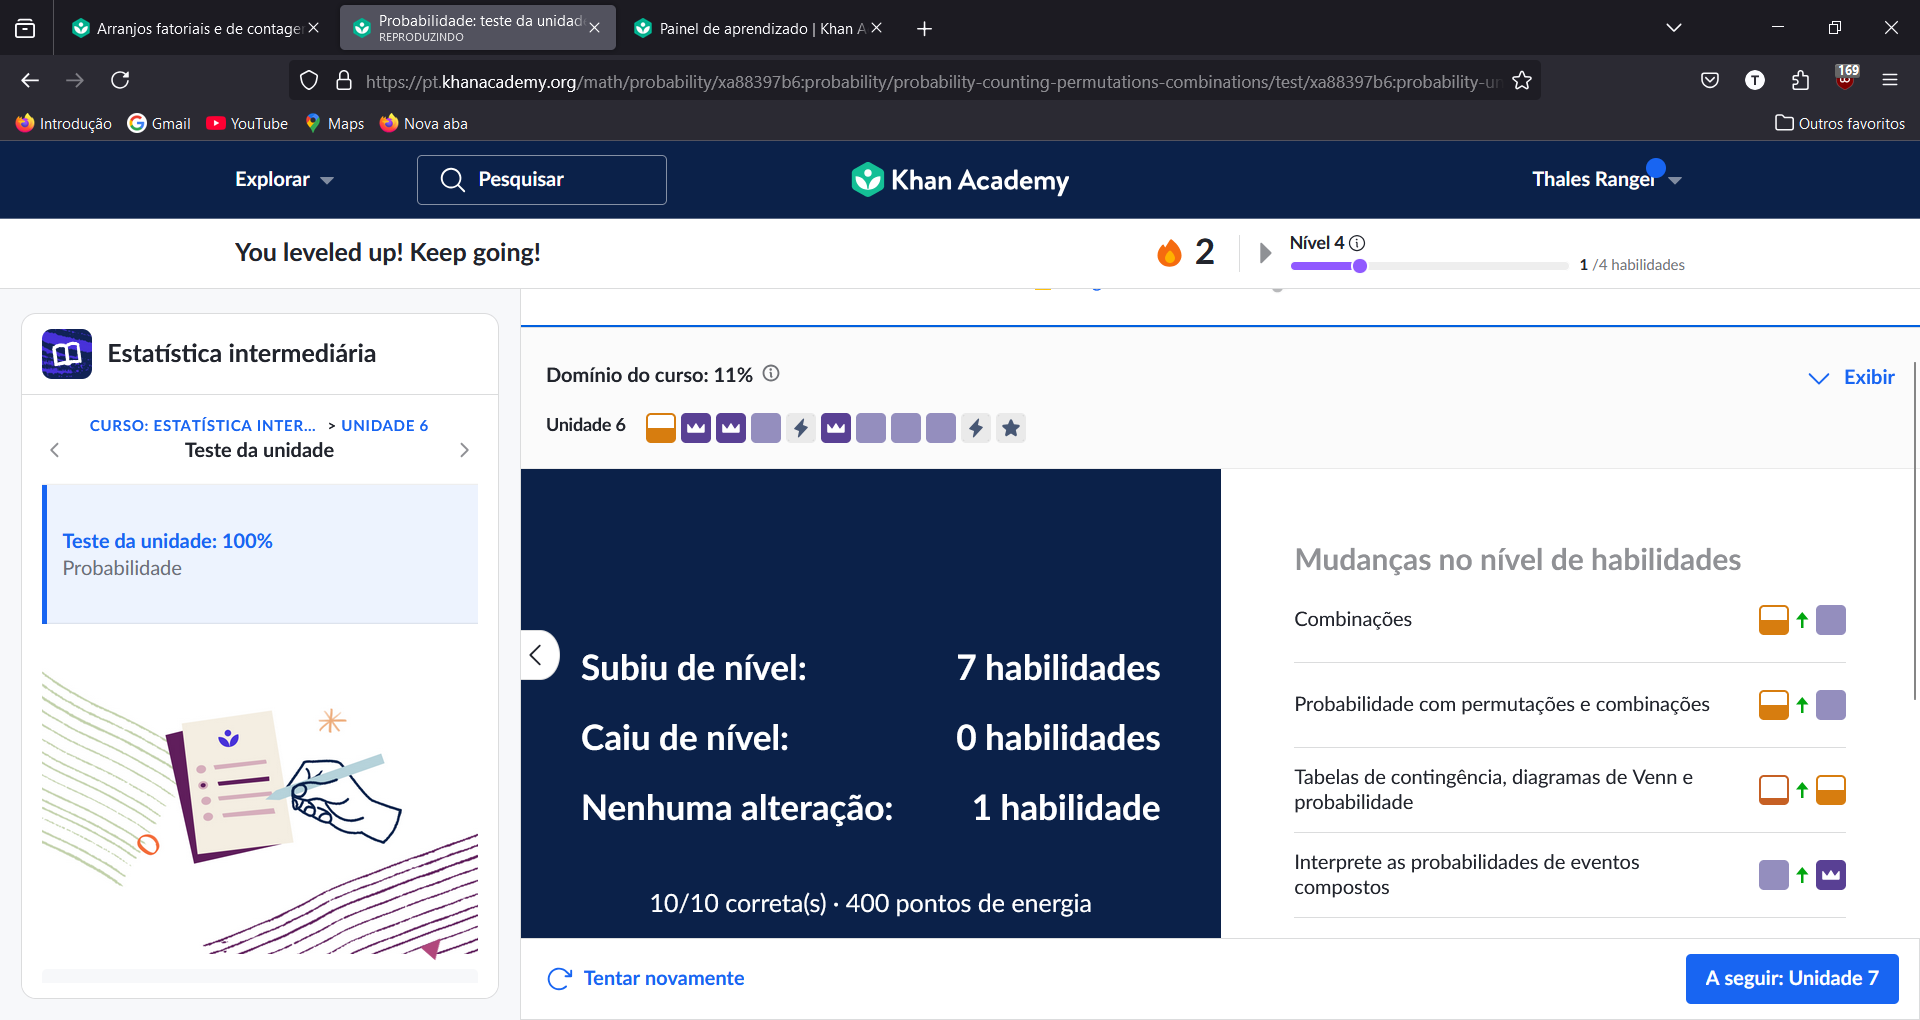 Arranjos fatoriais e de contage
Probabilidade: teste da unidad
REPRODUZINDO
Painel de aprendizado | Khan A
https://pt.khanacademy.org/math/probability/xa88397b6:probability/probability-counting-permutations-combinations/test/xa88397b6:probability-un
T
169
Introdução
Gmail
YouTube
Maps
Nova aba
Outros favoritos
Explorar
Pesquisar
Khan Academy
Thales Rangel
You leveled up! Keep going!
2
Nível 4
1 /4 habilidades
Estatística intermediária
CURSO: ESTATÍSTICA INTER... > UNIDADE 6
Teste da unidade
Teste da unidade: 100%
Probabilidade
Domínio do curso: 11%
Exibir
Unidade 6
Subiu de nível: 7 habilidades
Caiu de nível: 0 habilidades
Nenhuma alteração: 1 habilidade
10/10 correta(s) · 400 pontos de energia
Mudanças no nível de habilidades
Combinações
Probabilidade com permutações e combinações
Tabelas de contingência, diagramas de Venn e
probabilidade
Interprete as probabilidades de eventos
compostos
Tentar novamente
A seguir: Unidade 7